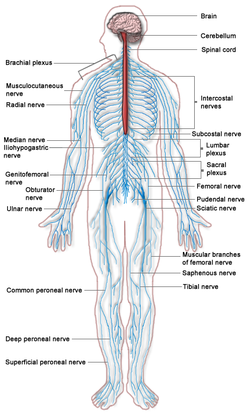 Brain
Cerebellum
Spinal cord
Brachial plexus
Musculocutaneous
nerve
Radial nerve
Intercostal
nerves
Subcostal nerve
Median nerve
Iliohypogastric
nerve
Lumbar
plexus
Sacral
plexus
Genitofemoral
nerve
Femoral nerve
Obturator
nerve
Pudendal nerve
Sciatic nerve
Ulnar nerve
Muscular branches
of femoral nerve
Saphenous nerve
Tibial nerve
Common peroneal nerve
Deep peroneal nerve
Superficial peroneal nerve